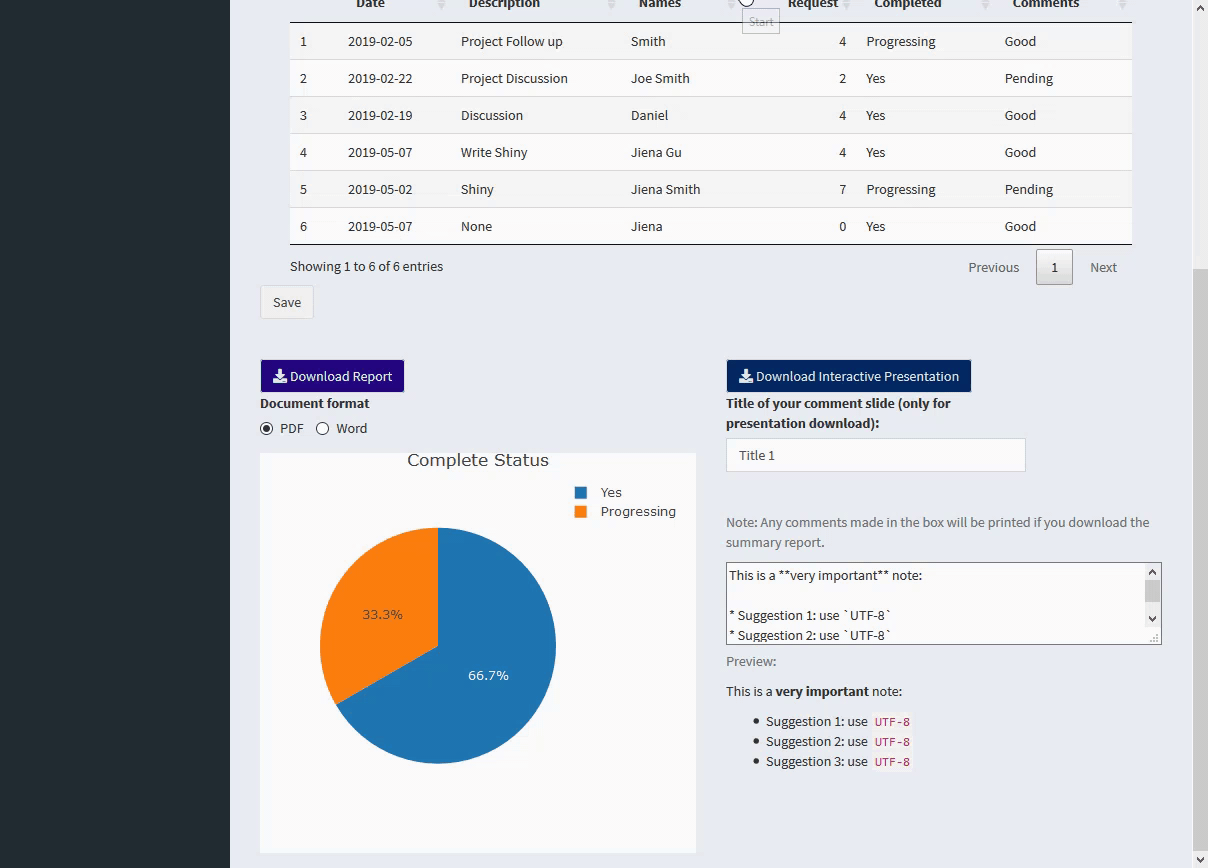 Date Description Names Request Completed Comments
Start
1 2019-02-05 Project Follow up Smith 4 Progressing Good
2 2019-02-22 Project Discussion Joe Smith 2 Yes Pending
3 2019-02-19 Discussion Daniel 4 Yes Good
4 2019-05-07 Write Shiny Jiena Gu 4 Yes Good
5 2019-05-02 Shiny Jiena Smith 7 Progressing Pending
6 2019-05-07 None Jiena 0 Yes Good
Showing 1 to 6 of 6 entries
Previous 1 Next
Save
Download Report
Document format
PDF Word
Complete Status
Yes
Progressing
33.3%
66.7%
Download Interactive Presentation
Title of your comment slide (only for
presentation download):
Title 1
Note: Any comments made in the box will be printed if you download the
summary report.
This is a **very important** note:
* Suggestion 1: use `UTF-8`
* Suggestion 2: use `UTF-8`
Preview:
This is a very important note:
• Suggestion 1: use UTF-8
• Suggestion 2: use UTF-8
• Suggestion 3: use UTF-8